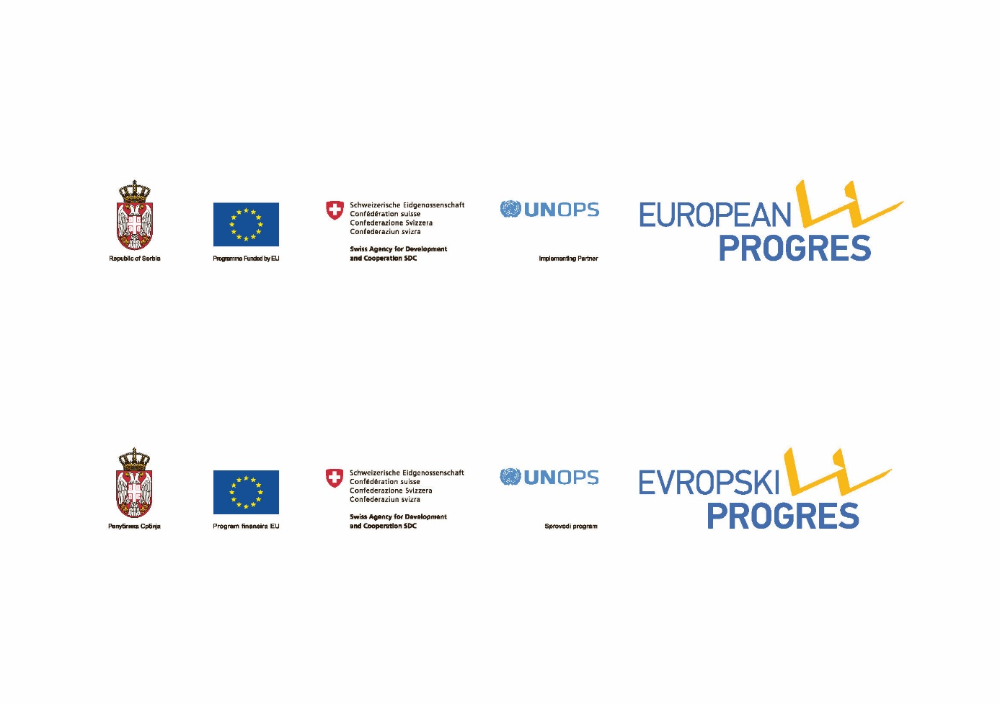 Schweizerische Eidgenossenschaft
Confédération suisse
Confederazione Svizzera
Confederaziun svizra
Swiss Agency for Development
and Cooperation SDC
Republic of Serbia
Programme Funded by EU
UNOPS
Implementing Partner
EUROPEAN
PROGRES
Schweizerische Eidgenossenschaft
Confédération suisse
Confederazione Svizzera
Confederaziun svizra
Swiss Agency for Development
and Cooperation SDC
Република Србија
Program finansira EU
UNOPS
Sprovodi program
EVROPSKI
PROGRES